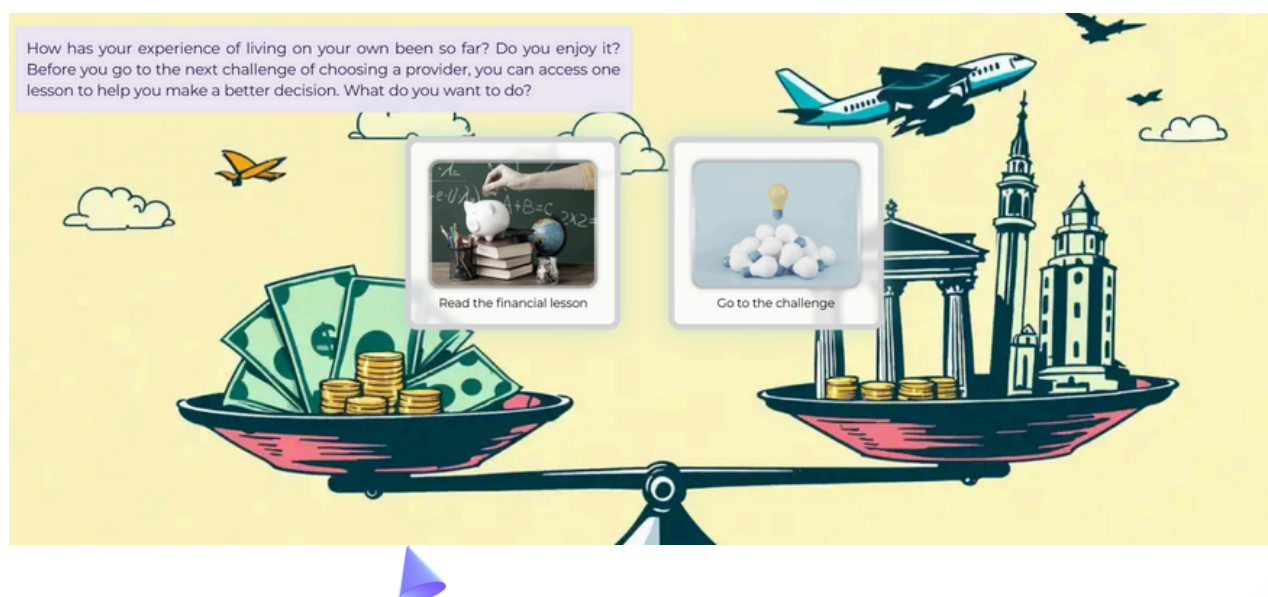 How has your experience of living on your own been so far? Do you enjoy it?
Before you go to the next challenge of choosing a provider, you can access one
lesson to help you make a better decision. What do you want to do?
A+B=C
2x2=
Read the financial lesson
Go to the challenge